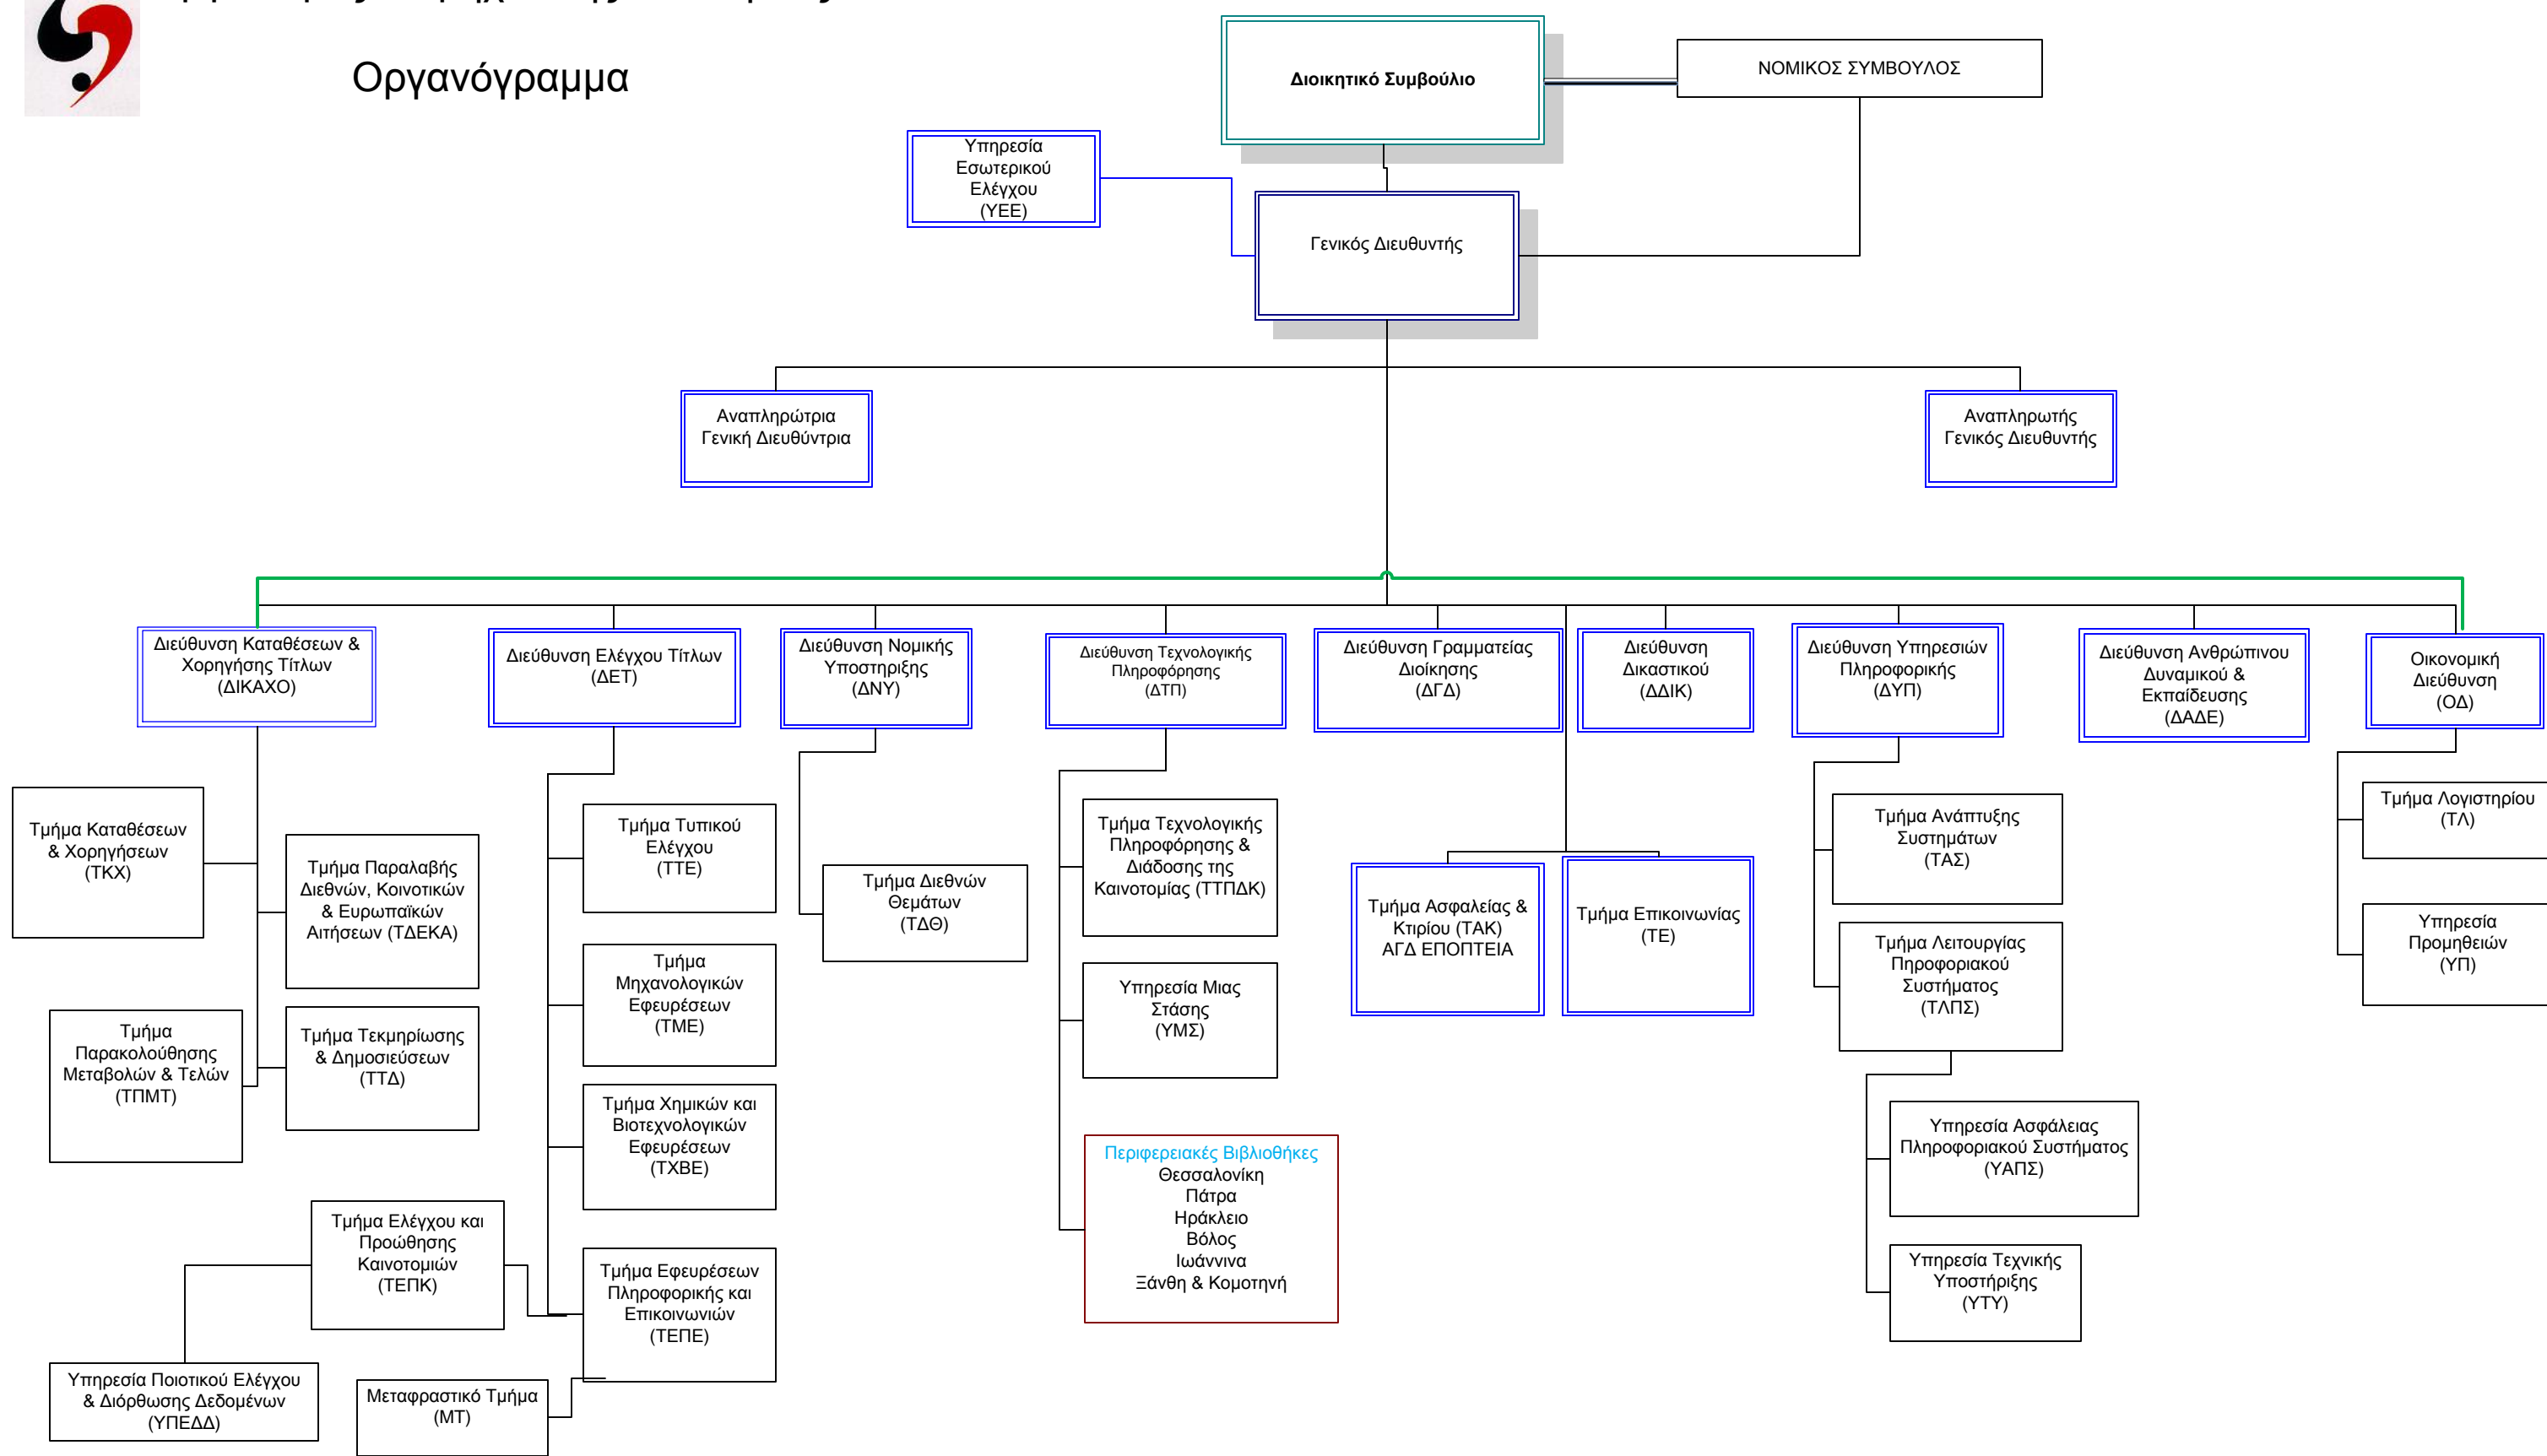 Οργανόγραμμα
Διοικητικό Συμβούλιο
ΝΟΜΙΚΟΣ ΣΥΜΒΟΥΛΟΣ
Υπηρεσία
Εσωτερικού
Ελέγχου
(ΥΕΕ)
Γενικός Διευθυντής
Αναπληρώτρια
Γενική Διευθύντρια
Αναπληρωτής
Γενικός Διευθυντής
Διεύθυνση Καταθέσεων &
Χορηγήσης Τίτλων
(ΔΙΚΑΧΟ)
Διεύθυνση Ελέγχου Τίτλων
(ΔΕΤ)
Διεύθυνση Νομικής
Υποστηριξης
(ΔΝΥ)
Διεύθυνση Τεχνολογικής
Πληροφόρησης
(ΔΤΠ)
Διεύθυνση Γραμματείας
Διοίκησης
(ΔΓΔ)
Διεύθυνση
Δικαστικού
(ΔΔΙΚ)
Διεύθυνση Υπηρεσιών
Πληροφορικής
(ΔΥΠ)
Διεύθυνση Ανθρώπινου
Δυναμικού &
Εκπαίδευσης
(ΔΑΔΕ)
Οικονομική
Διεύθυνση
(ΟΔ)
Τμήμα Καταθέσεων
& Χορηγήσεων
(ΤΚΧ)
Τμήμα Παραλαβής
Διεθνών, Κοινοτικών
& Ευρωπαϊκών
Αιτήσεων (ΤΔΕΚΑ)
Τμήμα
Παρακολούθησης
Μεταβολών & Τελών
(ΤΠΜΤ)
Τμήμα Τεκμηρίωσης
& Δημοσιεύσεων
(ΤΤΔ)
Τμήμα Τυπικού
Ελέγχου
(ΤΤΕ)
Τμήμα
Μηχανολογικών
Εφευρέσεων
(ΤΜΕ)
Τμήμα Χημικών και
Βιοτεχνολογικών
Εφευρέσεων
(ΤΧΒΕ)
Τμήμα Ελέγχου και
Προώθησης
Καινοτομιών
(ΤΕΠΚ)
Τμήμα Εφευρέσεων
Πληροφορικής και
Επικοινωνιών
(ΤΕΠΕ)
Υπηρεσία Ποιοτικού Ελέγχου
& Διόρθωσης Δεδομένων
(ΥΠΕΔΔ)
Μεταφραστικό Τμήμα
(ΜΤ)
Τμήμα Διεθνών
Θεμάτων
(ΤΔΘ)
Τμήμα Τεχνολογικής
Πληροφόρησης &
Διάδοσης της
Καινοτομίας (ΤΤΠΔΚ)
Υπηρεσία Μιας
Στάσης
(ΥΜΣ)
Περιφερειακές Βιβλιοθήκες
Θεσσαλονίκη
Πάτρα
Ηράκλειο
Βόλος
Ιωάννινα
Ξάνθη & Κομοτηνή
Τμήμα Ασφαλείας &
Κτιρίου (ΤΑΚ)
ΑΓΔ ΕΠΟΠΤΕΙΑ
Τμήμα Επικοινωνίας
(ΤΕ)
Τμήμα Ανάπτυξης
Συστημάτων
(ΤΑΣ)
Τμήμα Λειτουργίας
Πηροφοριακού
Συστήματος
(ΤΛΠΣ)
Υπηρεσία Ασφάλειας
Πληροφοριακού Συστήματος
(ΥΑΠΣ)
Υπηρεσία Τεχνικής
Υποστήριξης
(ΥΤΥ)
Τμήμα Λογιστηρίου
(ΤΛ)
Υπηρεσία
Προμηθειών
(ΥΠ)